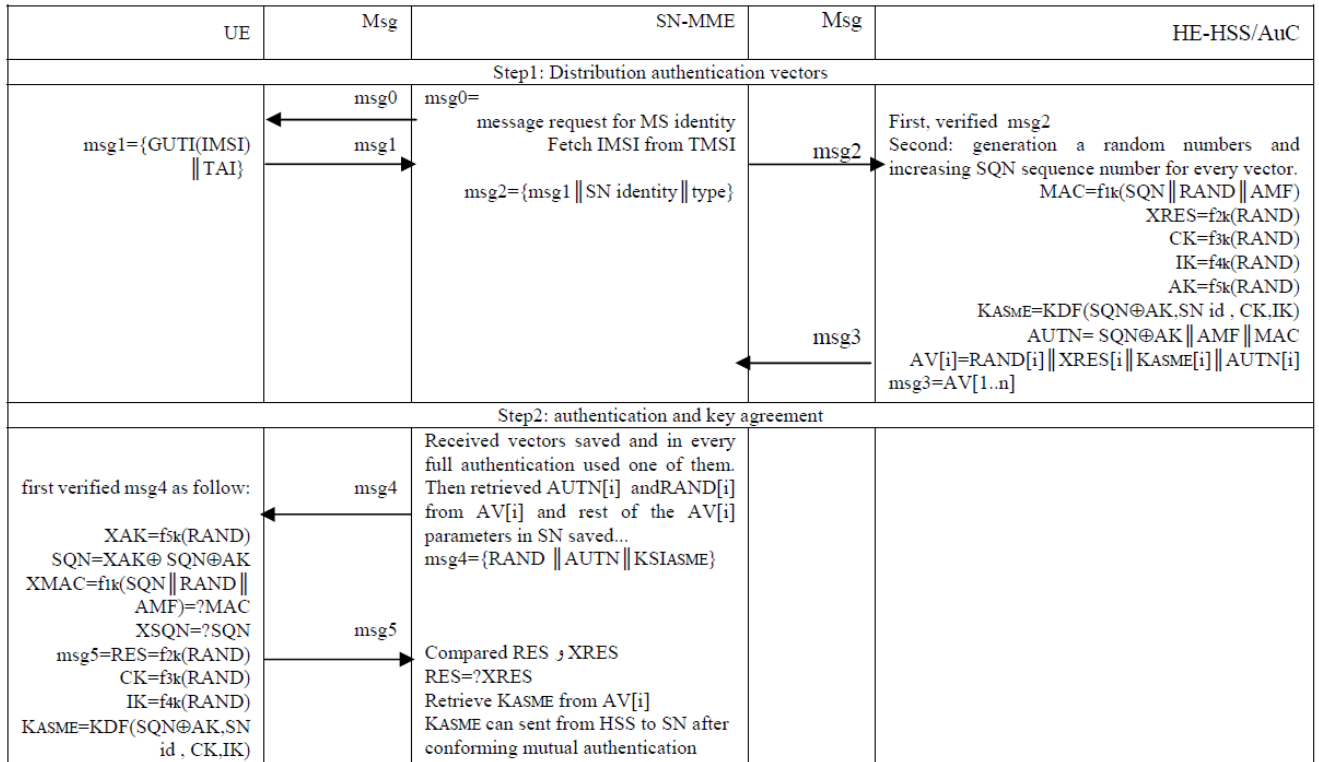 UE
Msg
SN-MME
Msg
HE-HSS/AuC
Step1: Distribution authentication vectors
msg1={GUTI(IMSI)
‖TAI}
msg0
msg1
msg0=
message request for MS identity
Fetch IMSI from TMSI
msg2={msg1‖SN identity‖type}
msg2
msg3
First, verified msg2
Second: generation a random numbers and
increasing SQN sequence number for every vector.
MAC=f1k(SQN‖RAND‖AMF)
XRES=f2k(RAND)
CK=f3k(RAND)
IK=f4k(RAND)
AK=f5k(RAND)
KASME=KDF(SQN⊕AK,SN id , CK,IK)
AUTN= SQN⊕AK‖AMF‖MAC
AV[i]=RAND[i]‖XRES[i‖KASME[i]‖AUTN[i]
msg3=AV[1..n]
Step2: authentication and key agreement
first verified msg4 as follow:
XAK=f5k(RAND)
SQN=XAK⊕ SQN⊕AK
XMAC=f1k(SQN‖RAND‖
AMF)=?MAC
XSQN=?SQN
msg5=RES=f2k(RAND)
CK=f3k(RAND)
IK=f4k(RAND)
KASME=KDF(SQN⊕AK,SN
id , CK,IK)
msg4
msg5
Received vectors saved and in every
full authentication used one of them.
Then retrieved AUTN[i] andRAND[i]
from AV[i] and rest of the AV[i]
parameters in SN saved...
msg4={RAND ‖AUTN‖KSIASME}
Compared RES و XRES
RES=?XRES
Retrieve KASME from AV[i]
KASME can sent from HSS to SN after
conforming mutual authentication